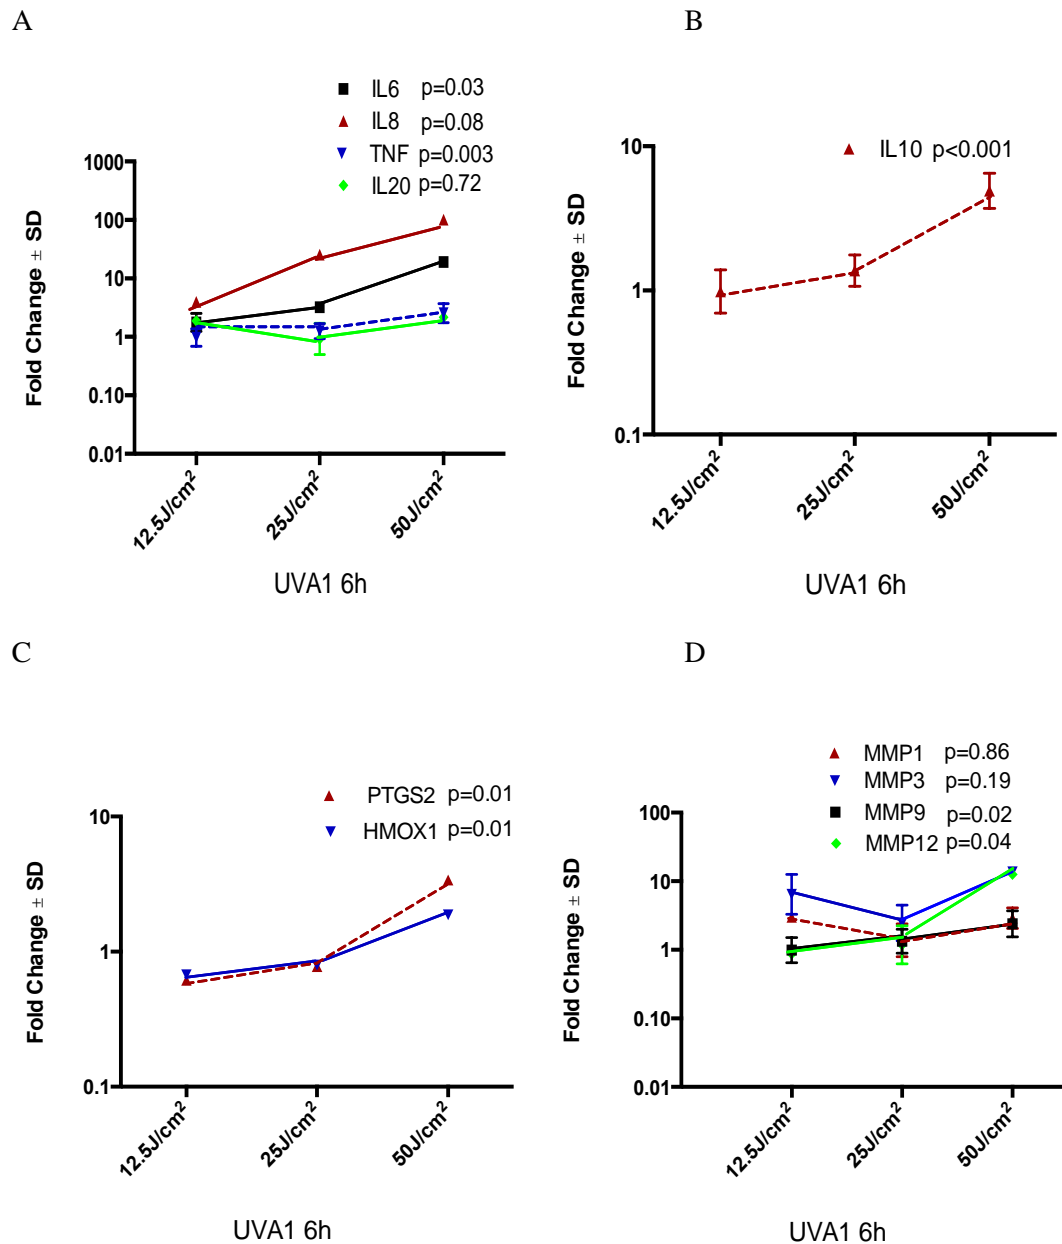 A
IL6 p=0.03
IL8 p=0.08
TNF p=0.003
IL20 p=0.72
1000
100
10
1
0.10
0.01
Fold Change ± SD
12.5J/cm²
25J/cm²
50J/cm²
UVA1 6h
B
IL10 p<0.001
10
1
0.1
Fold Change ± SD
12.5J/cm²
25J/cm²
50J/cm²
UVA1 6h
C
PTGS2 p=0.01
HMOX1 p=0.01
10
1
0.1
Fold Change ± SD
12.5J/cm²
25J/cm²
50J/cm²
UVA1 6h
D
MMP1 p=0.86
MMP3 p=0.19
MMP9 p=0.02
MMP12 p=0.04
100
10
1
0.10
0.01
Fold Change ± SD
12.5J/cm²
25J/cm²
50J/cm²
UVA1 6h